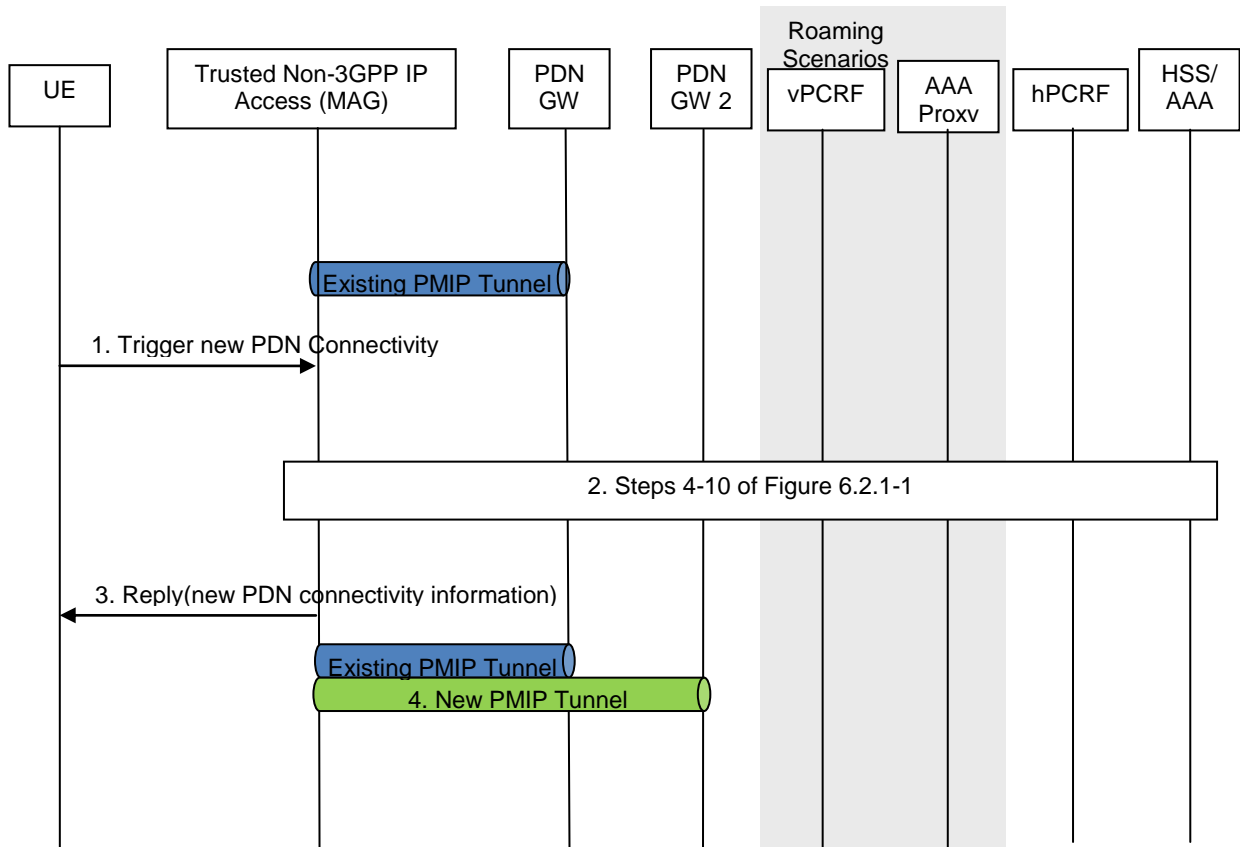 Roaming
Scenarios
UE
Trusted Non-3GPP IP
Access (MAG)
PDN
GW
PDN
GW 2
vPCRF
AAA
Proxv
hPCRF
HSS/
AAA
Existing PMIP Tunnel
1. Trigger new PDN Connectivity
2. Steps 4-10 of Figure 6.2.1-1
3. Reply(new PDN connectivity information)
Existing PMIP Tunnel
4. New PMIP Tunnel